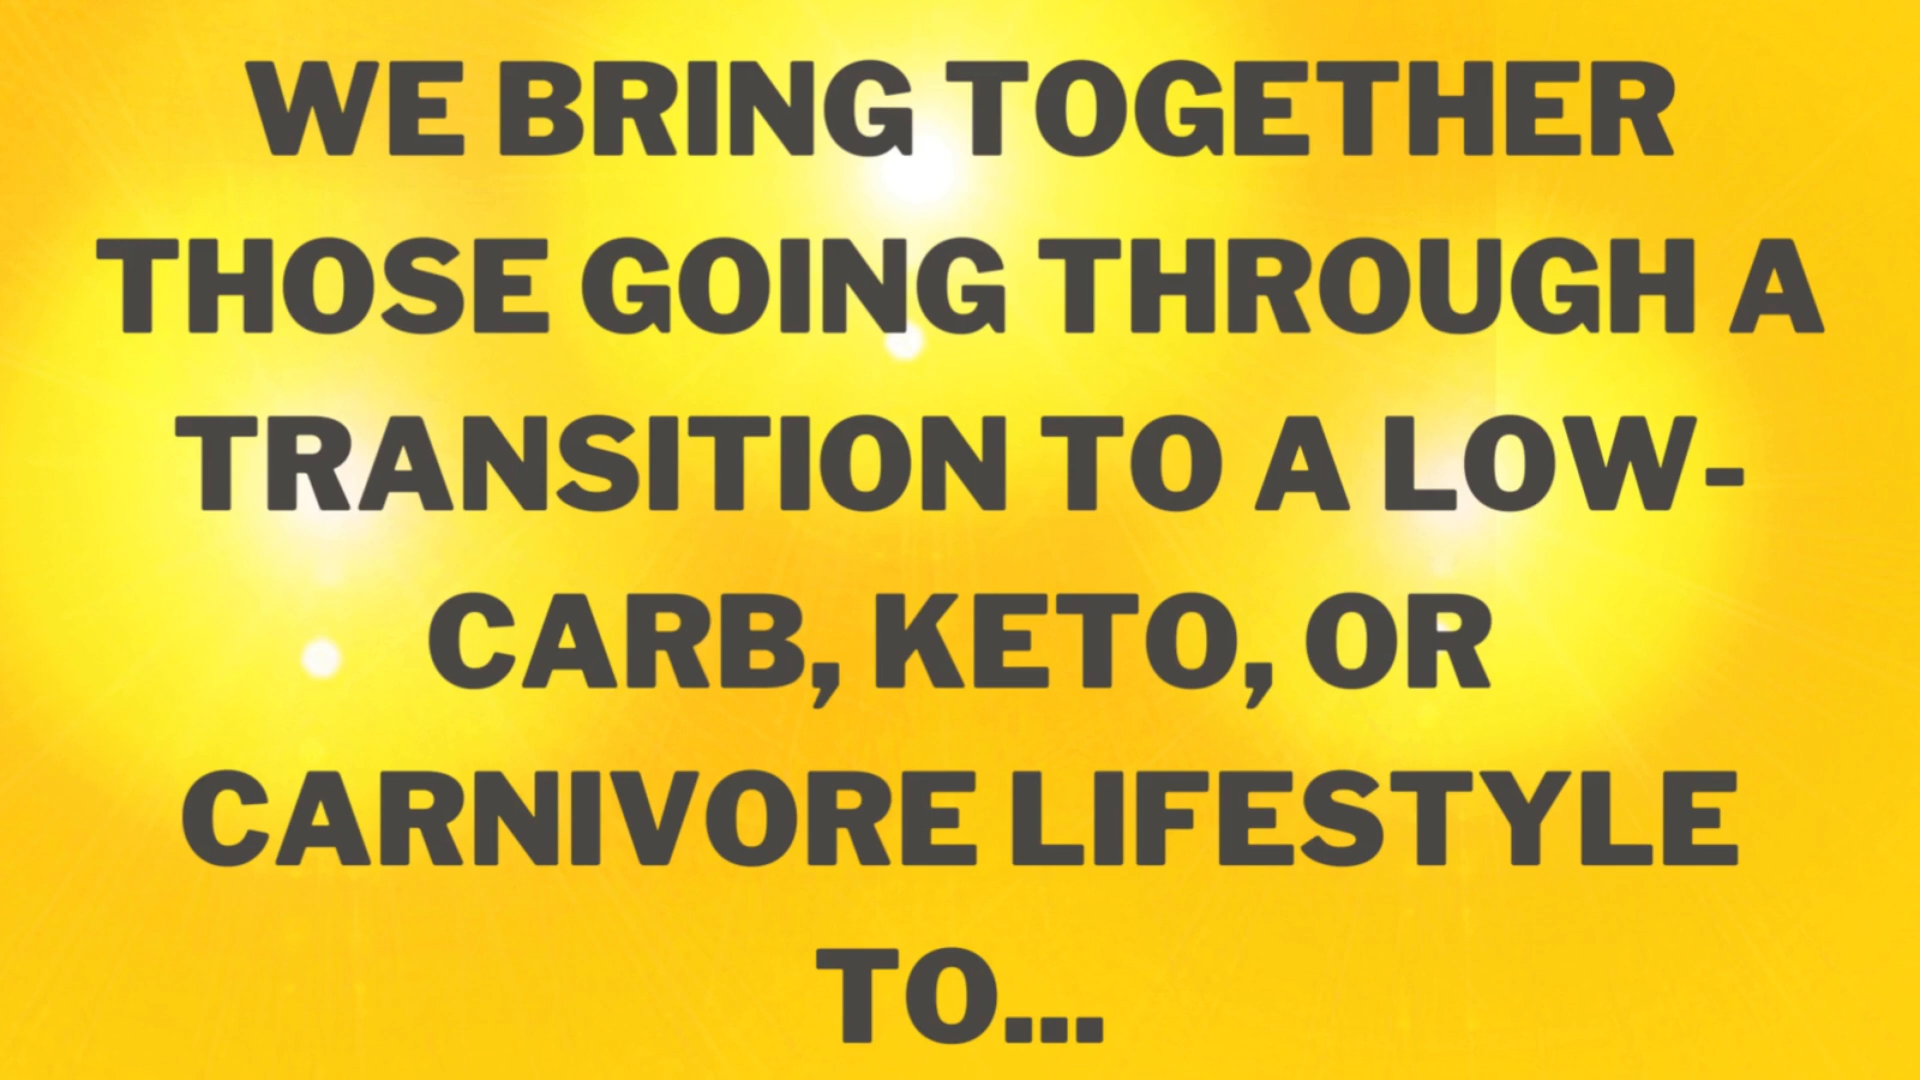 WE BRING TOGETHER
THOSE GOING THROUGH A
TRANSITION TO A LOW-
CARB, KETO, OR
CARNIVORE LIFESTYLE
TO...